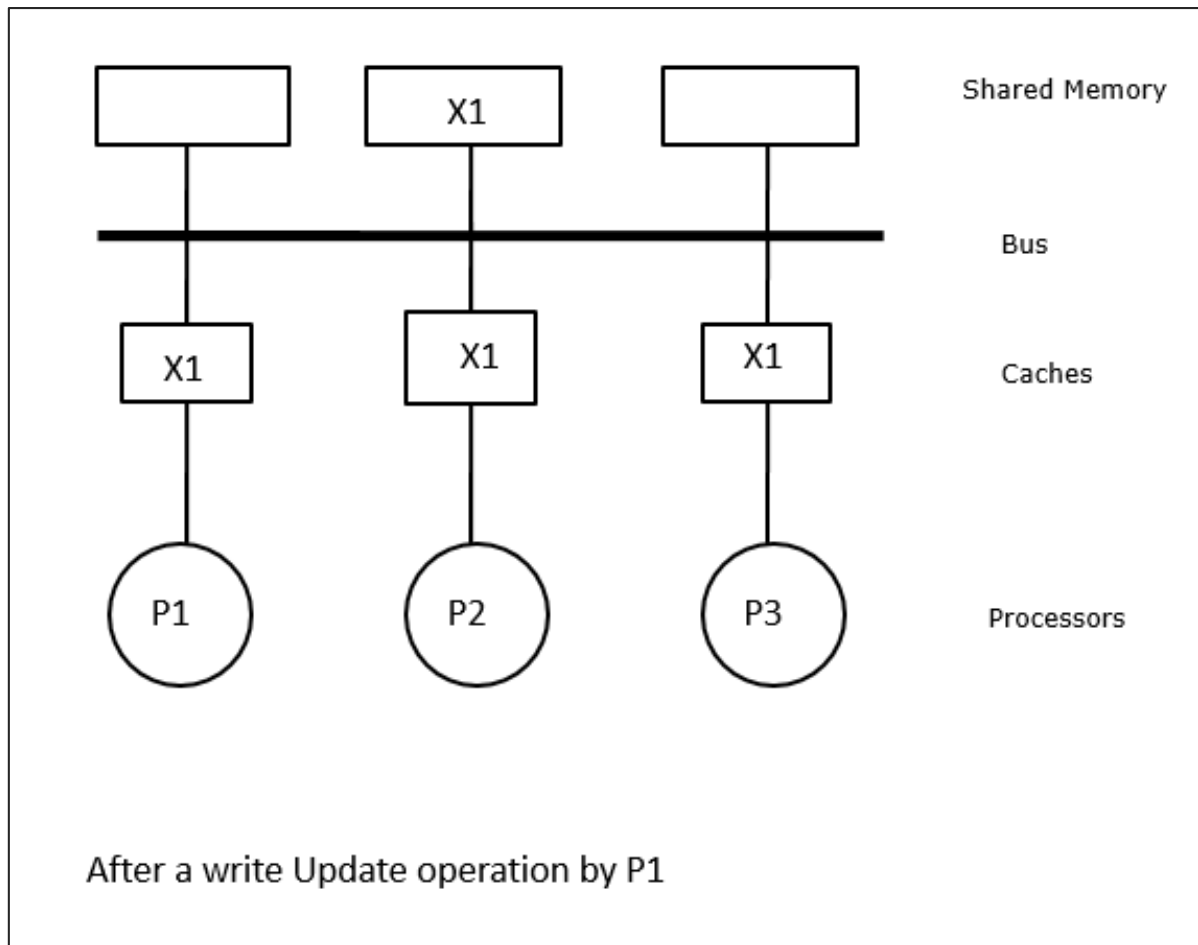 X1 Shared Memory
Bus
X1 X1 X1 Caches
P1 P2 P3 Processors
After a write Update operation by P1